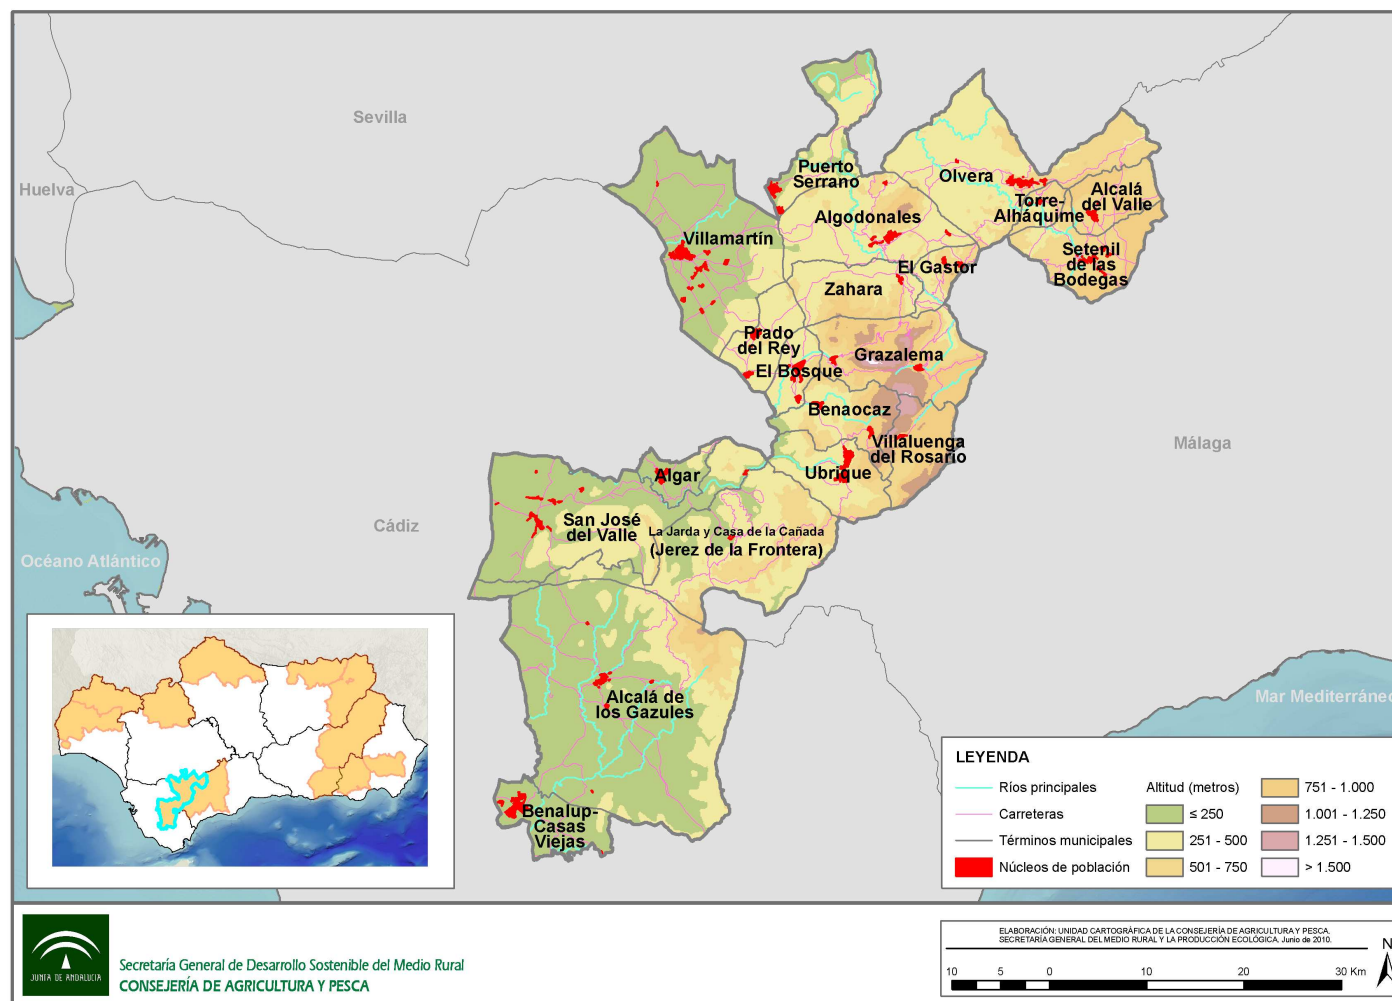 Sevilla
Huelva
Puerto
Serrano
Olvera
Alcalá
del Valle
Torre-
Alháquime
Algodonales
Villamartín
Setenil
de las
Bodegas
El Gastor
Zahara
Prado
del Rey
Grazalema
El Bosque
Benaocaz
Villaluenga
del Rosario
Málaga
Ubrique
Algar
Cádiz
San José
del Valle
La Jarda y Casa de la Cañada
(Jerez de la Frontera)
Océano Atlántico
Alcalá de
los Gazules
Mar Mediterráneo
Benalup-
Casas
Viejas
LEYENDA
Ríos principales
Carreteras
Términos municipales
Núcleos de población
Altitud (metros)
≤ 250
251 - 500
501 - 750
751 - 1.000
1.001 - 1.250
1.251 - 1.500
> 1.500
JUNTA DE ANDALUCIA
Secretaría General de Desarrollo Sostenible del Medio Rural
CONSEJERÍA DE AGRICULTURA Y PESCA
ELABORACIÓN: UNIDAD CARTOGRÁFICA DE LA CONSEJERÍA DE AGRICULTURA Y PESCA.
SECRETARÍA GENERAL DEL MEDIO RURAL Y LA PRODUCCIÓN ECOLÓGICA. Junio de 2010.
10 5 0 10 20 30 Km
N